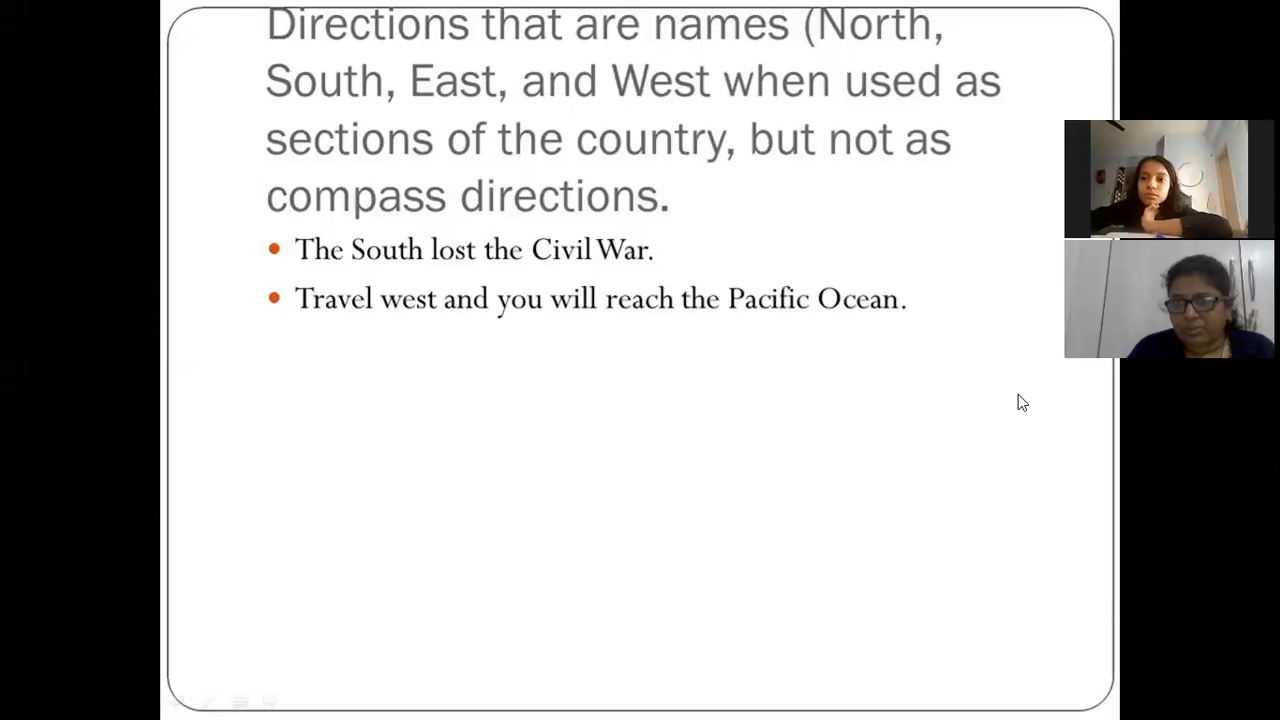 Directions that are names (North,
South, East, and West when used as
sections of the country, but not as
compass directions.
The South lost the Civil War.
Travel west and you will reach the Pacific Ocean.